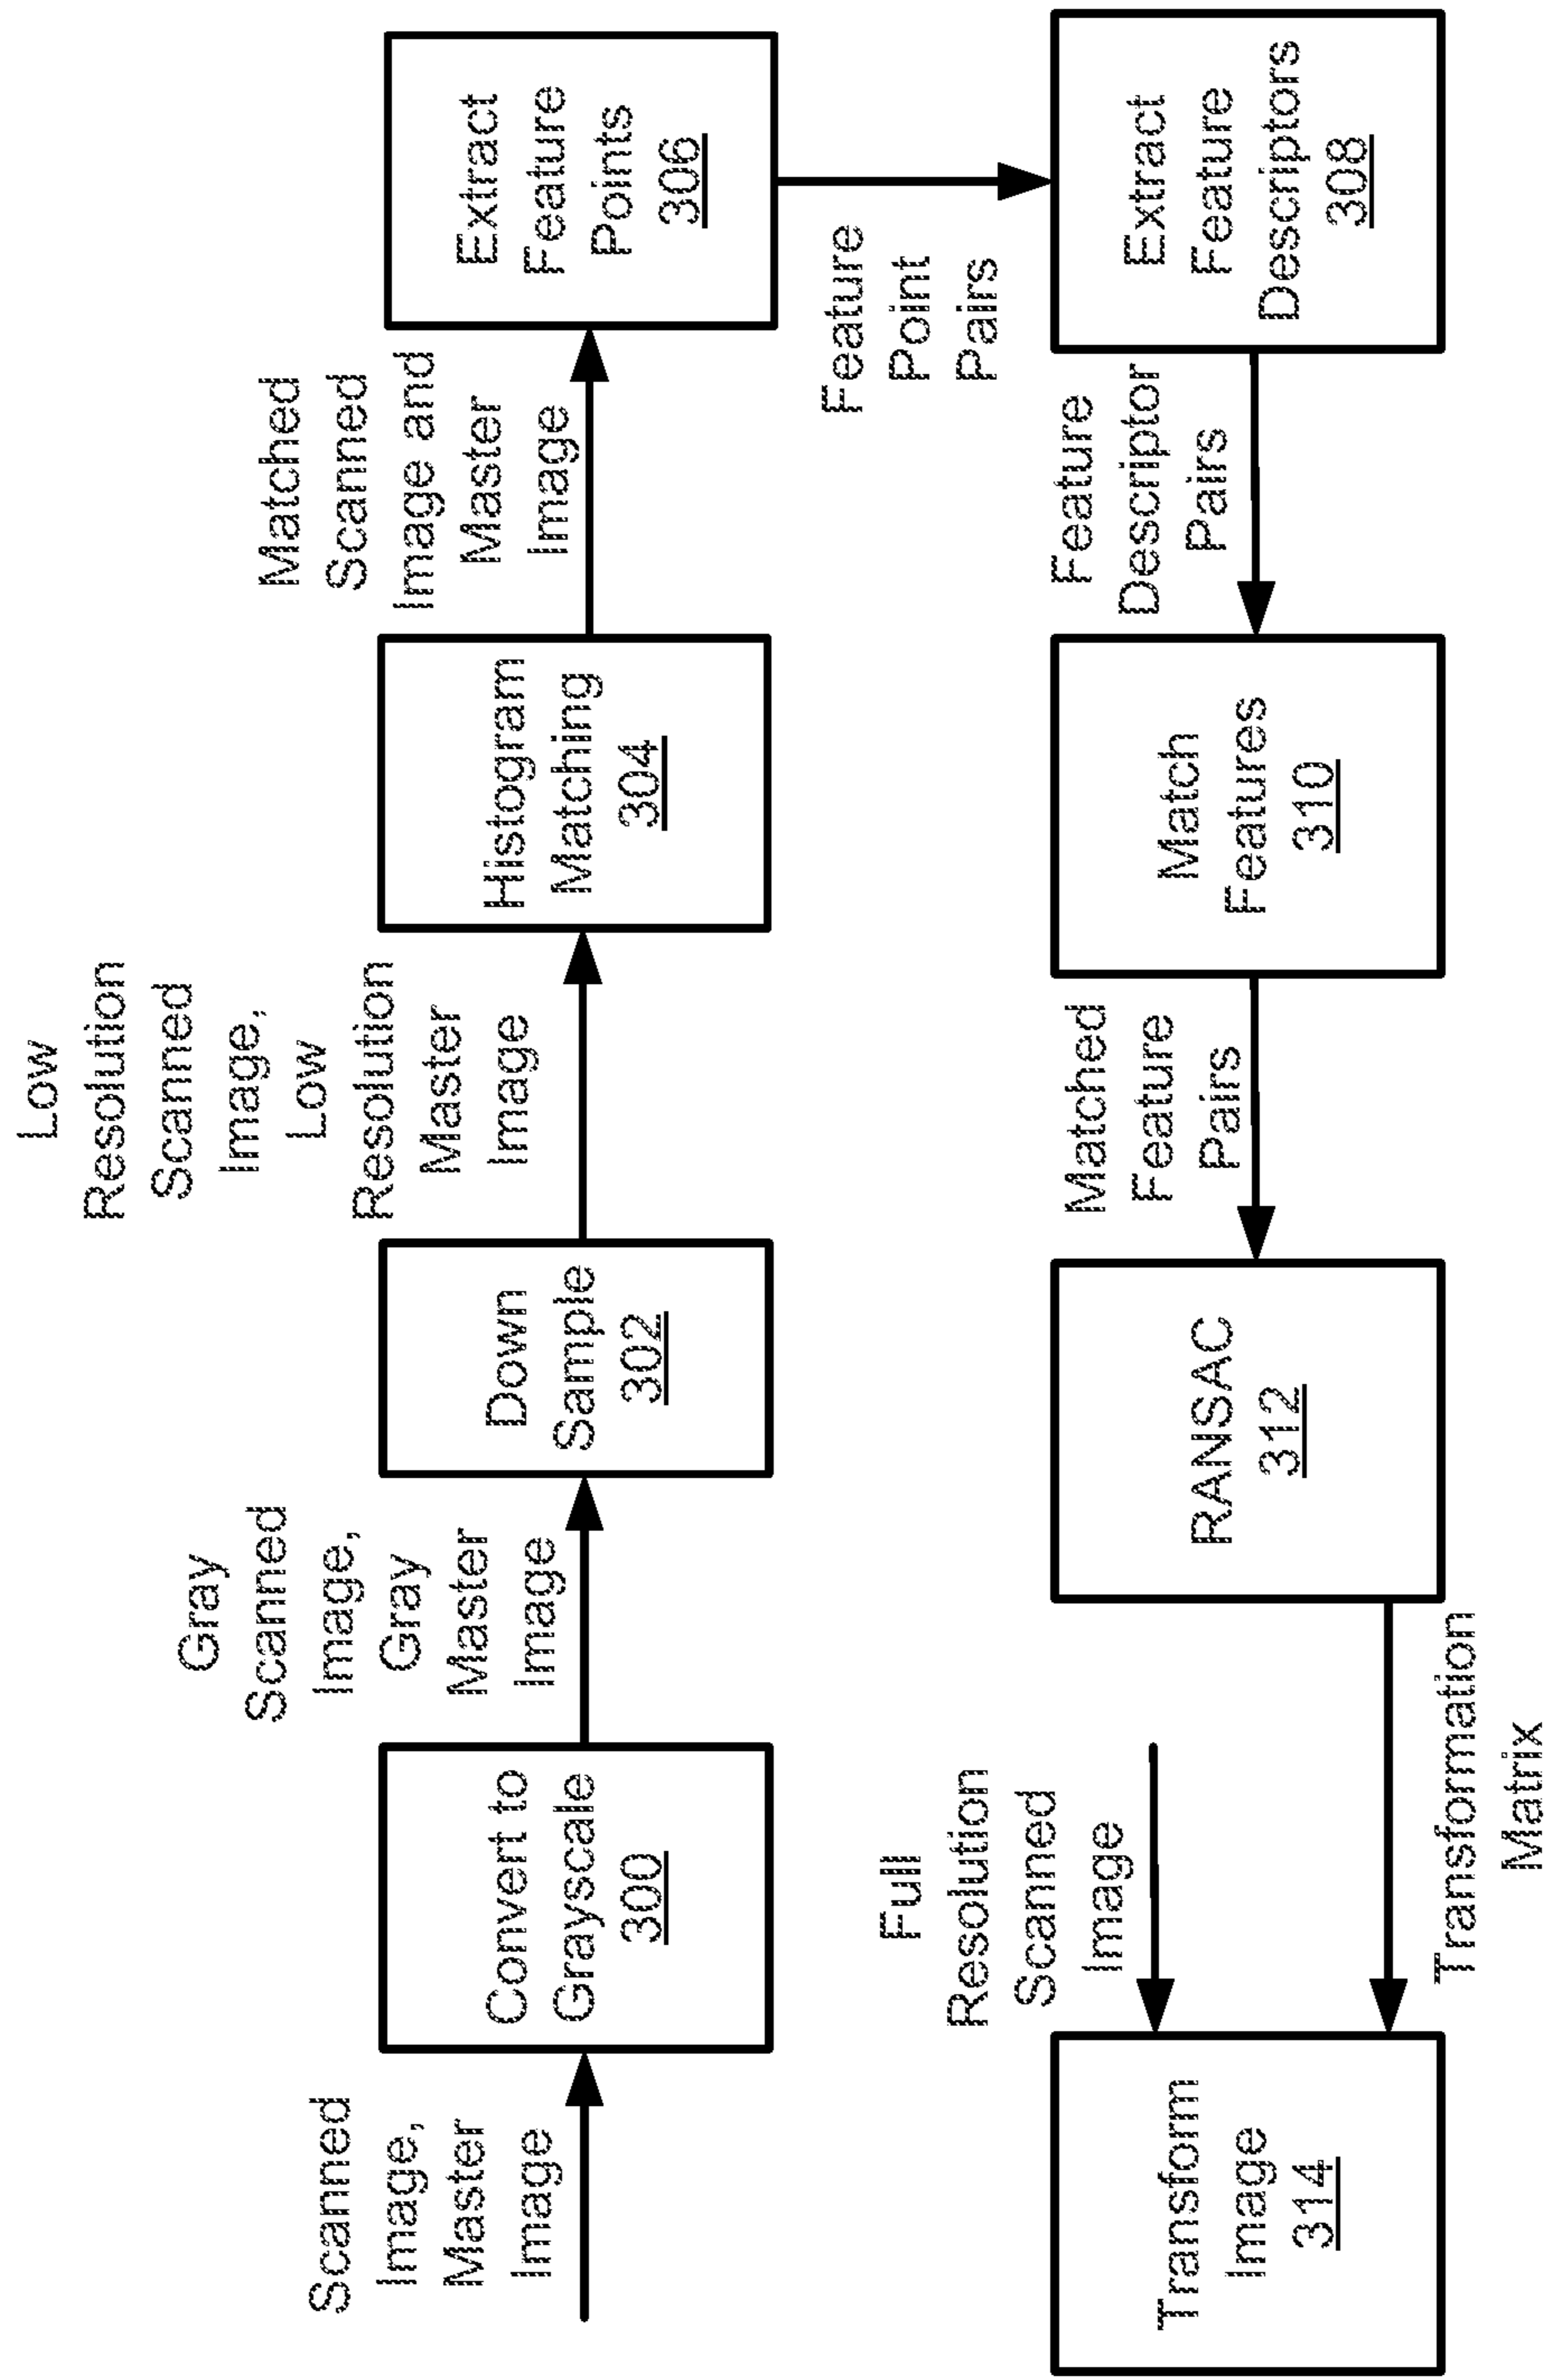 Scanned
Image,
Master
Image
Convert to
Grayscale
300
Gray
Scanned
Image,
Gray
Master
Image
Down
Sample
302
Low
Resolution
Scanned
Image,
Low
Resolution
Master
Image
Histogram
Matching
304
Matched
Scanned
Image and
Master
Image
Extract
Feature
Points
306
Feature
Point
Pairs
Extract
Feature
Descriptors
308
Feature
Descriptor
Pairs
Match
Features
310
Matched
Feature
Pairs
RANSAC
312
Transformation
Matrix
Full
Resolution
Scanned
Image
Transform
Image
314